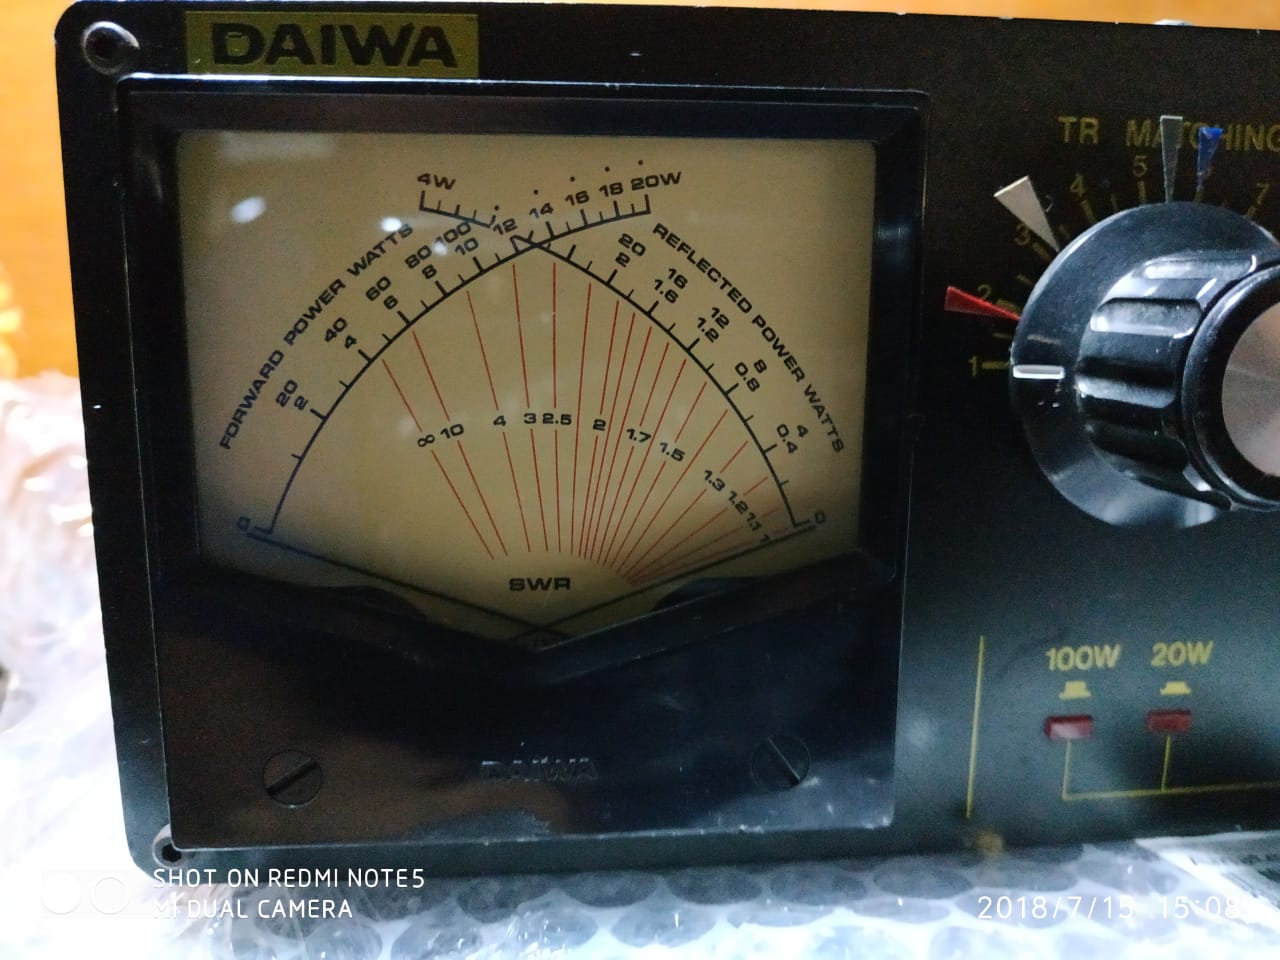 DAIWA
TR MATCHING
1 2 3 4 5 7
4W
12 14 16 18 20W
FORWARD POWER WATTS
20 40 60 80 100
2 4 6 8 10
REFLECTED POWER WATTS
20 16 12 8 4
2 1.6 1.2 0.8 0.4
0 0
∞ 10 4 3 2.5 2 1.7 1.5 1.3 1.2 1.1 1
SWR
100W 20W
DAIWA
SHOT ON REDMI NOTE5
MI DUAL CAMERA
2018/7/15 15:08